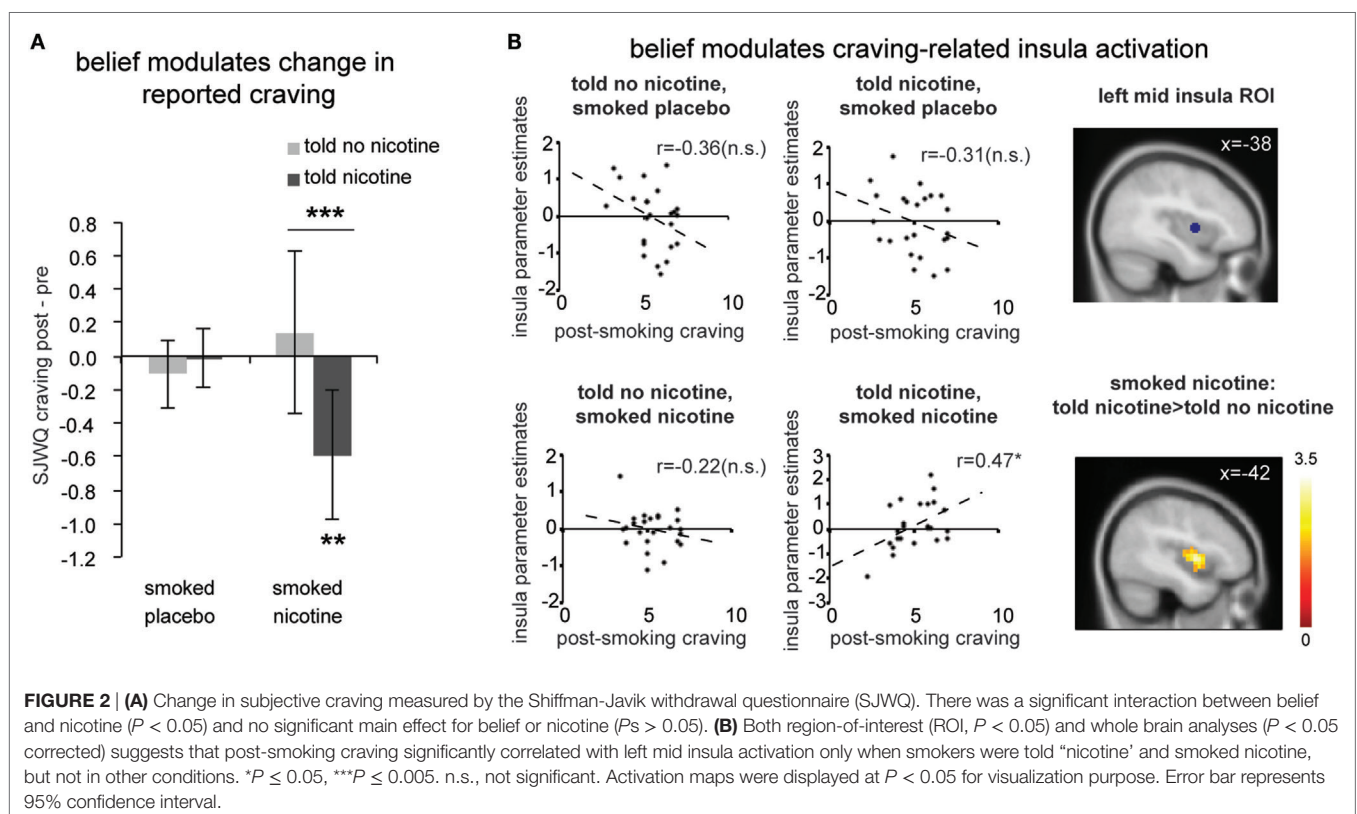 A
belief modulates change in
reported craving
told no nicotine
told nicotine
***
0.8
0.6
0.4
0.2
0.0
-0.2
-0.4
-0.6
-0.8
-1.0
-1.2
SJWQ craving post - pre
**
smoked
placebo
smoked
nicotine
B
belief modulates craving-related insula activation
told no nicotine,
smoked placebo
insula parameter estimates
2
1
0
-1
-2
r=-0.36(n.s.)
0
5
10
post-smoking craving
told nicotine,
smoked placebo
insula parameter estimates
2
1
0
-1
-2
r=-0.31(n.s.)
0
5
10
post-smoking craving
left mid insula ROI
x=-38
told no nicotine,
smoked nicotine
insula parameter estimates
2
1
0
-1
-2
r=-0.22(n.s.)
0
5
10
post-smoking craving
told nicotine,
smoked nicotine
insula parameter estimates
3
2
1
0
-1
-2
-3
r=0.47*
0
5
10
post-smoking craving
smoked nicotine:
told nicotine>told no nicotine
x=-42
3.5
0
FIGURE 2 | (A) Change in subjective craving measured by the Shiffman-Javik withdrawal questionnaire (SJWQ). There was a significant interaction between belief
and nicotine (P < 0.05) and no significant main effect for belief or nicotine (Ps > 0.05). (B) Both region-of-interest (ROI, P < 0.05) and whole brain analyses (P < 0.05
corrected) suggests that post-smoking craving significantly correlated with left mid insula activation only when smokers were told “nicotine’ and smoked nicotine,
but not in other conditions. *P ≤ 0.05, ***P ≤ 0.005. n.s., not significant. Activation maps were displayed at P < 0.05 for visualization purpose. Error bar represents
95% confidence interval.